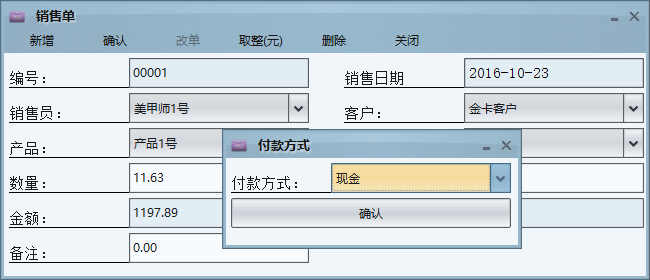 销售单
新增 确认 改单 取整(元) 删除 关闭
编号： 00001 销售日期 2016-10-23
销售员： 美甲师1号 客户： 金卡客户
产品： 产品1号
数量： 11.63
金额： 1197.89
备注： 0.00
付款方式
付款方式： 现金
确认